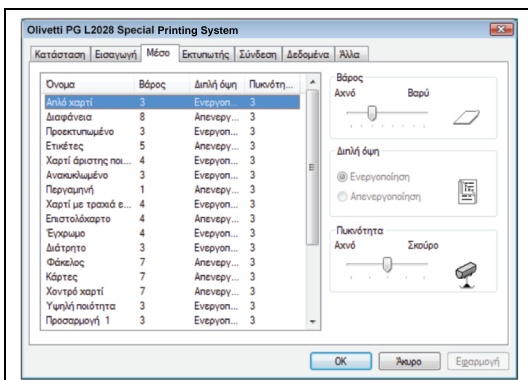 Olivetti PG L2028 Special Printing System
Κατάσταση Εισαγωγή Μέσο Εκτυπωτής Σύνδεση Δεδομένα Άλλα
Όνομα Βάρος Διπλή όψη Πυκνότη...
Απλό χαρτί 3 Ενεργοπ... 3
Διαφάνεια 8 Απενεργ... 3
Προεκτυπωμένο 3 Ενεργοπ... 3
Ετικέτες 5 Απενεργ... 3
Χαρτί άριστης ποι... 4 Ενεργοπ... 3
Ανακυκλωμένο 3 Ενεργοπ... 3
Περγαμηνή 1 Απενεργ... 3
Χαρτί με τραχιά ε... 4 Ενεργοπ... 3
Επιστολόχαρτο 4 Ενεργοπ... 3
Έγχρωμο 4 Ενεργοπ... 3
Διάτρητο 3 Ενεργοπ... 3
Φάκελος 7 Απενεργ... 3
Κάρτες 7 Απενεργ... 3
Χοντρό χαρτί 7 Απενεργ... 3
Υψηλή ποιότητα 3 Ενεργοπ... 3
Προσαρμογή 1 3 Ενεργοπ... 3
Βάρος
Αχνό Βαρύ
Διπλή όψη
Ενεργοποίηση
Απενεργοποίηση
Πυκνότητα
Αχνό Σκούρο
OK Άκυρο Εφαρμογή